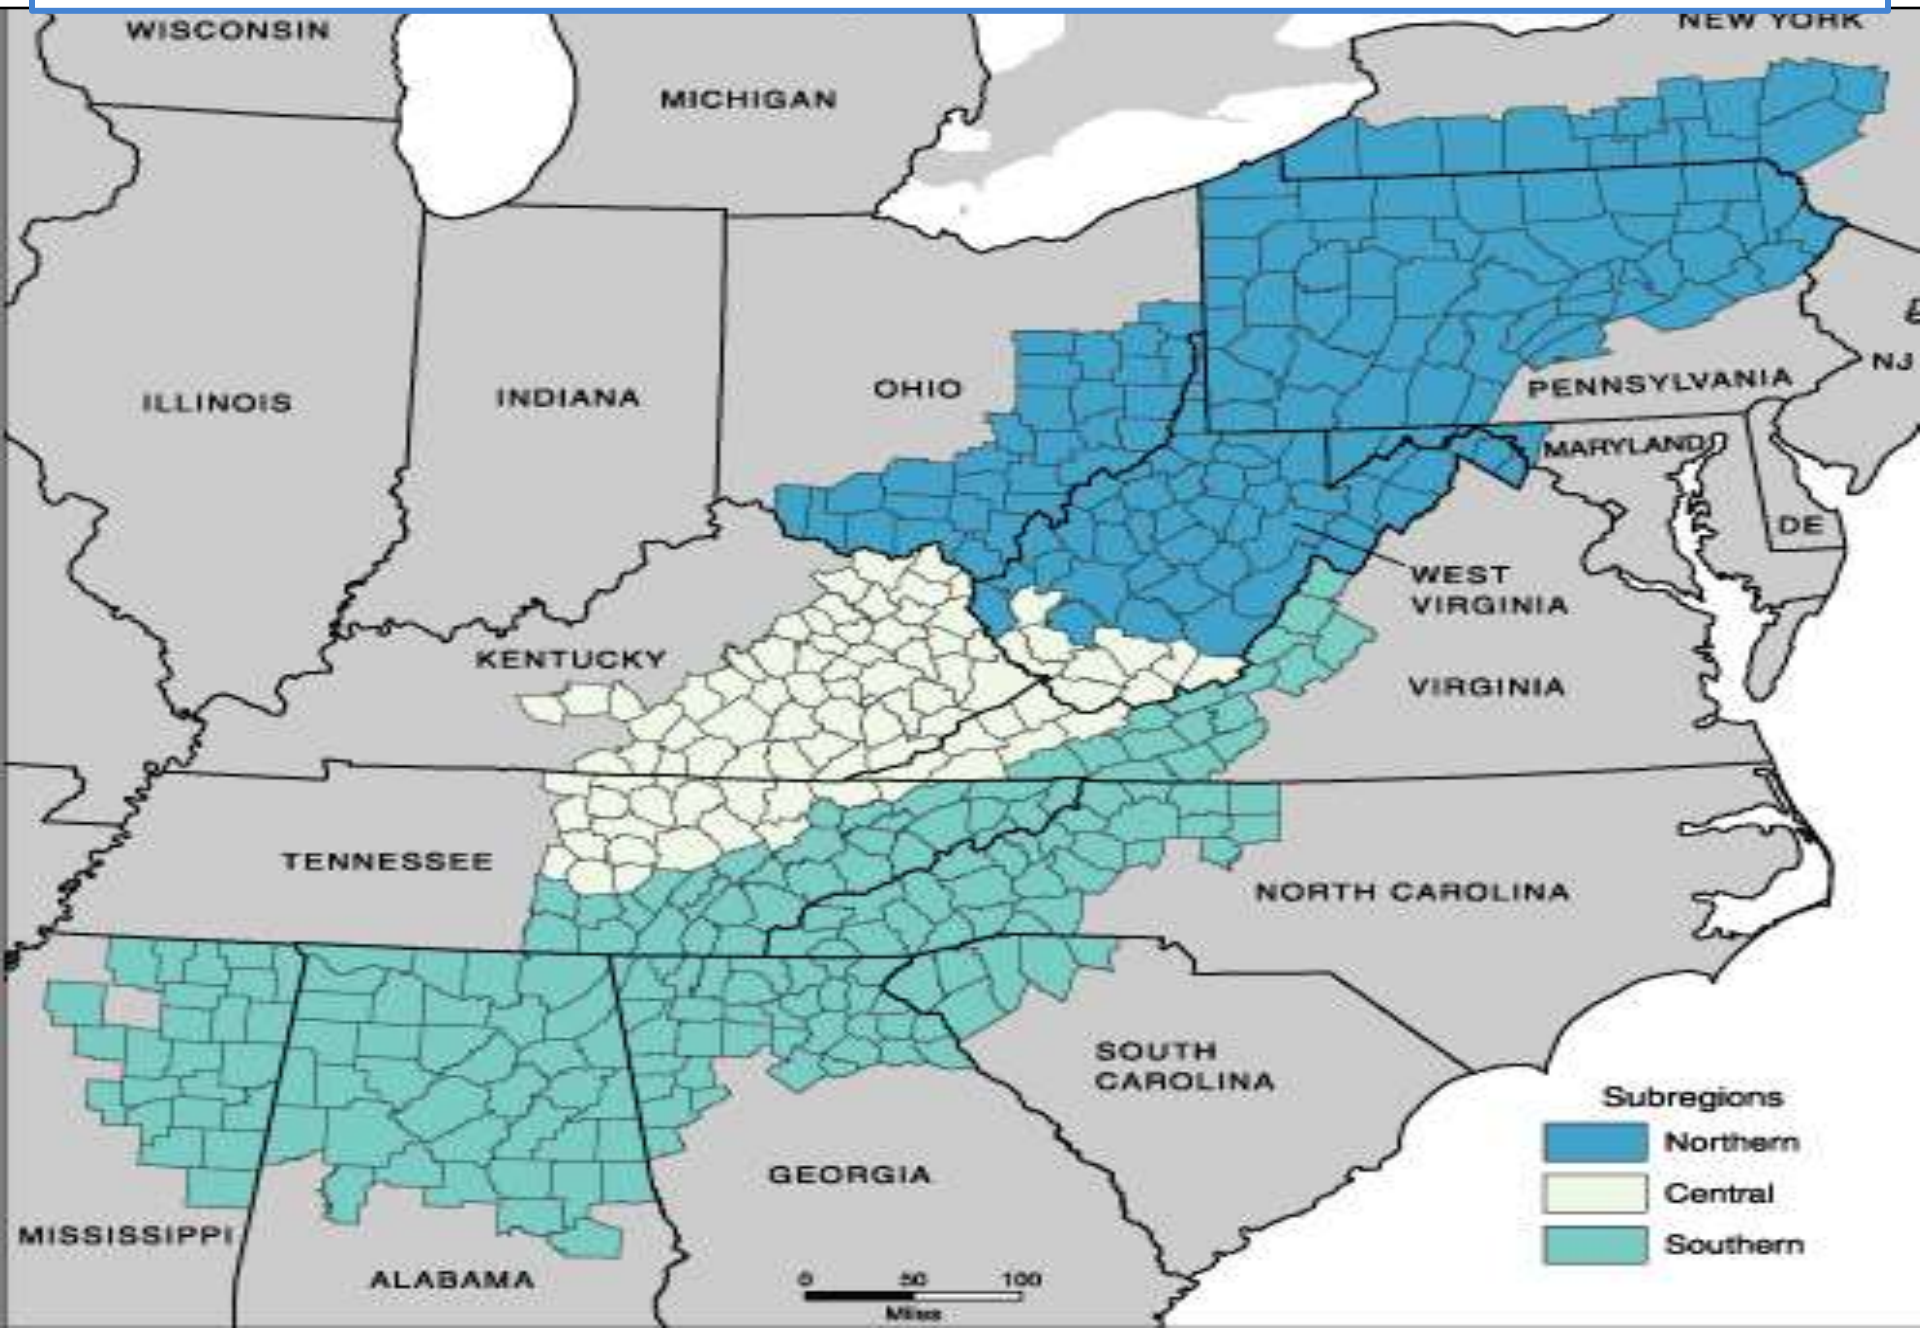 WISCONSIN
NEW YORK
MICHIGAN
ILLINOIS
INDIANA
OHIO
PENNSYLVANIA
NJ
MARYLAND
DE
WEST
VIRGINIA
KENTUCKY
VIRGINIA
TENNESSEE
NORTH CAROLINA
SOUTH
CAROLINA
GEORGIA
MISSISSIPPI
ALABAMA
0 50 100
Miles
Subregions
Northern
Central
Southern